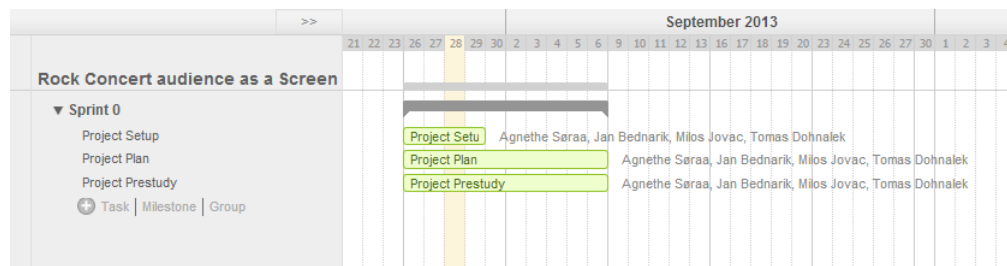 >> September 2013
21 22 23 26 27 28 29 30 2 3 4 5 6 9 10 11 12 13 16 17 18 19 20 23 24 25 26 27 30 1 2 3 4
Rock Concert audience as a Screen
▼ Sprint 0
Project Setup Project Setu Agnethe Søraa, Jan Bednarik, Milos Jovac, Tomas Dohnalek
Project Plan Project Plan Agnethe Søraa, Jan Bednarik, Milos Jovac, Tomas Dohnalek
Project Prestudy Project Prestudy Agnethe Søraa, Jan Bednarik, Milos Jovac, Tomas Dohnalek
Task | Milestone | Group